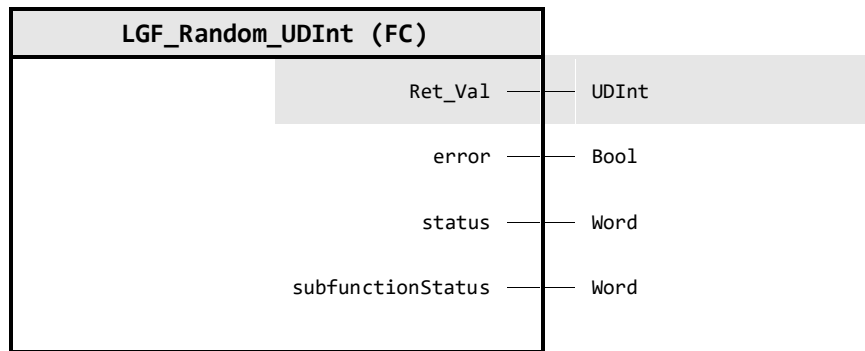 LGF_Random_UDInt (FC)
Ret_Val UDInt
error Bool
status Word
subfunctionStatus Word